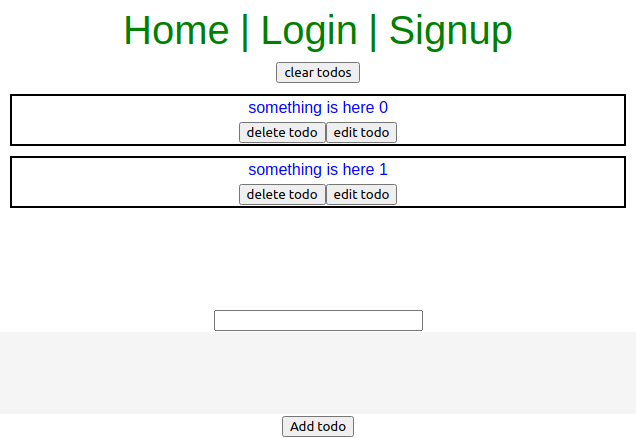 Home | Login | Signup
clear todos
something is here 0
delete todo edit todo
something is here 1
delete todo edit todo
Add todo